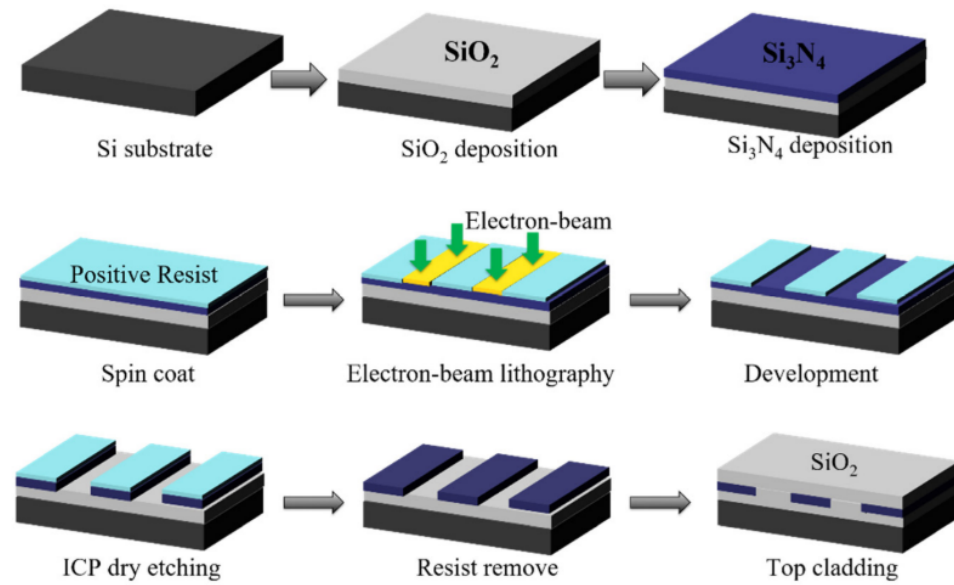 SiO₂
Si₃N₄
Si substrate
SiO₂ deposition
Si₃N₄ deposition
Positive Resist
Electron-beam
Spin coat
Electron-beam lithography
Development
SiO₂
ICP dry etching
Resist remove
Top cladding